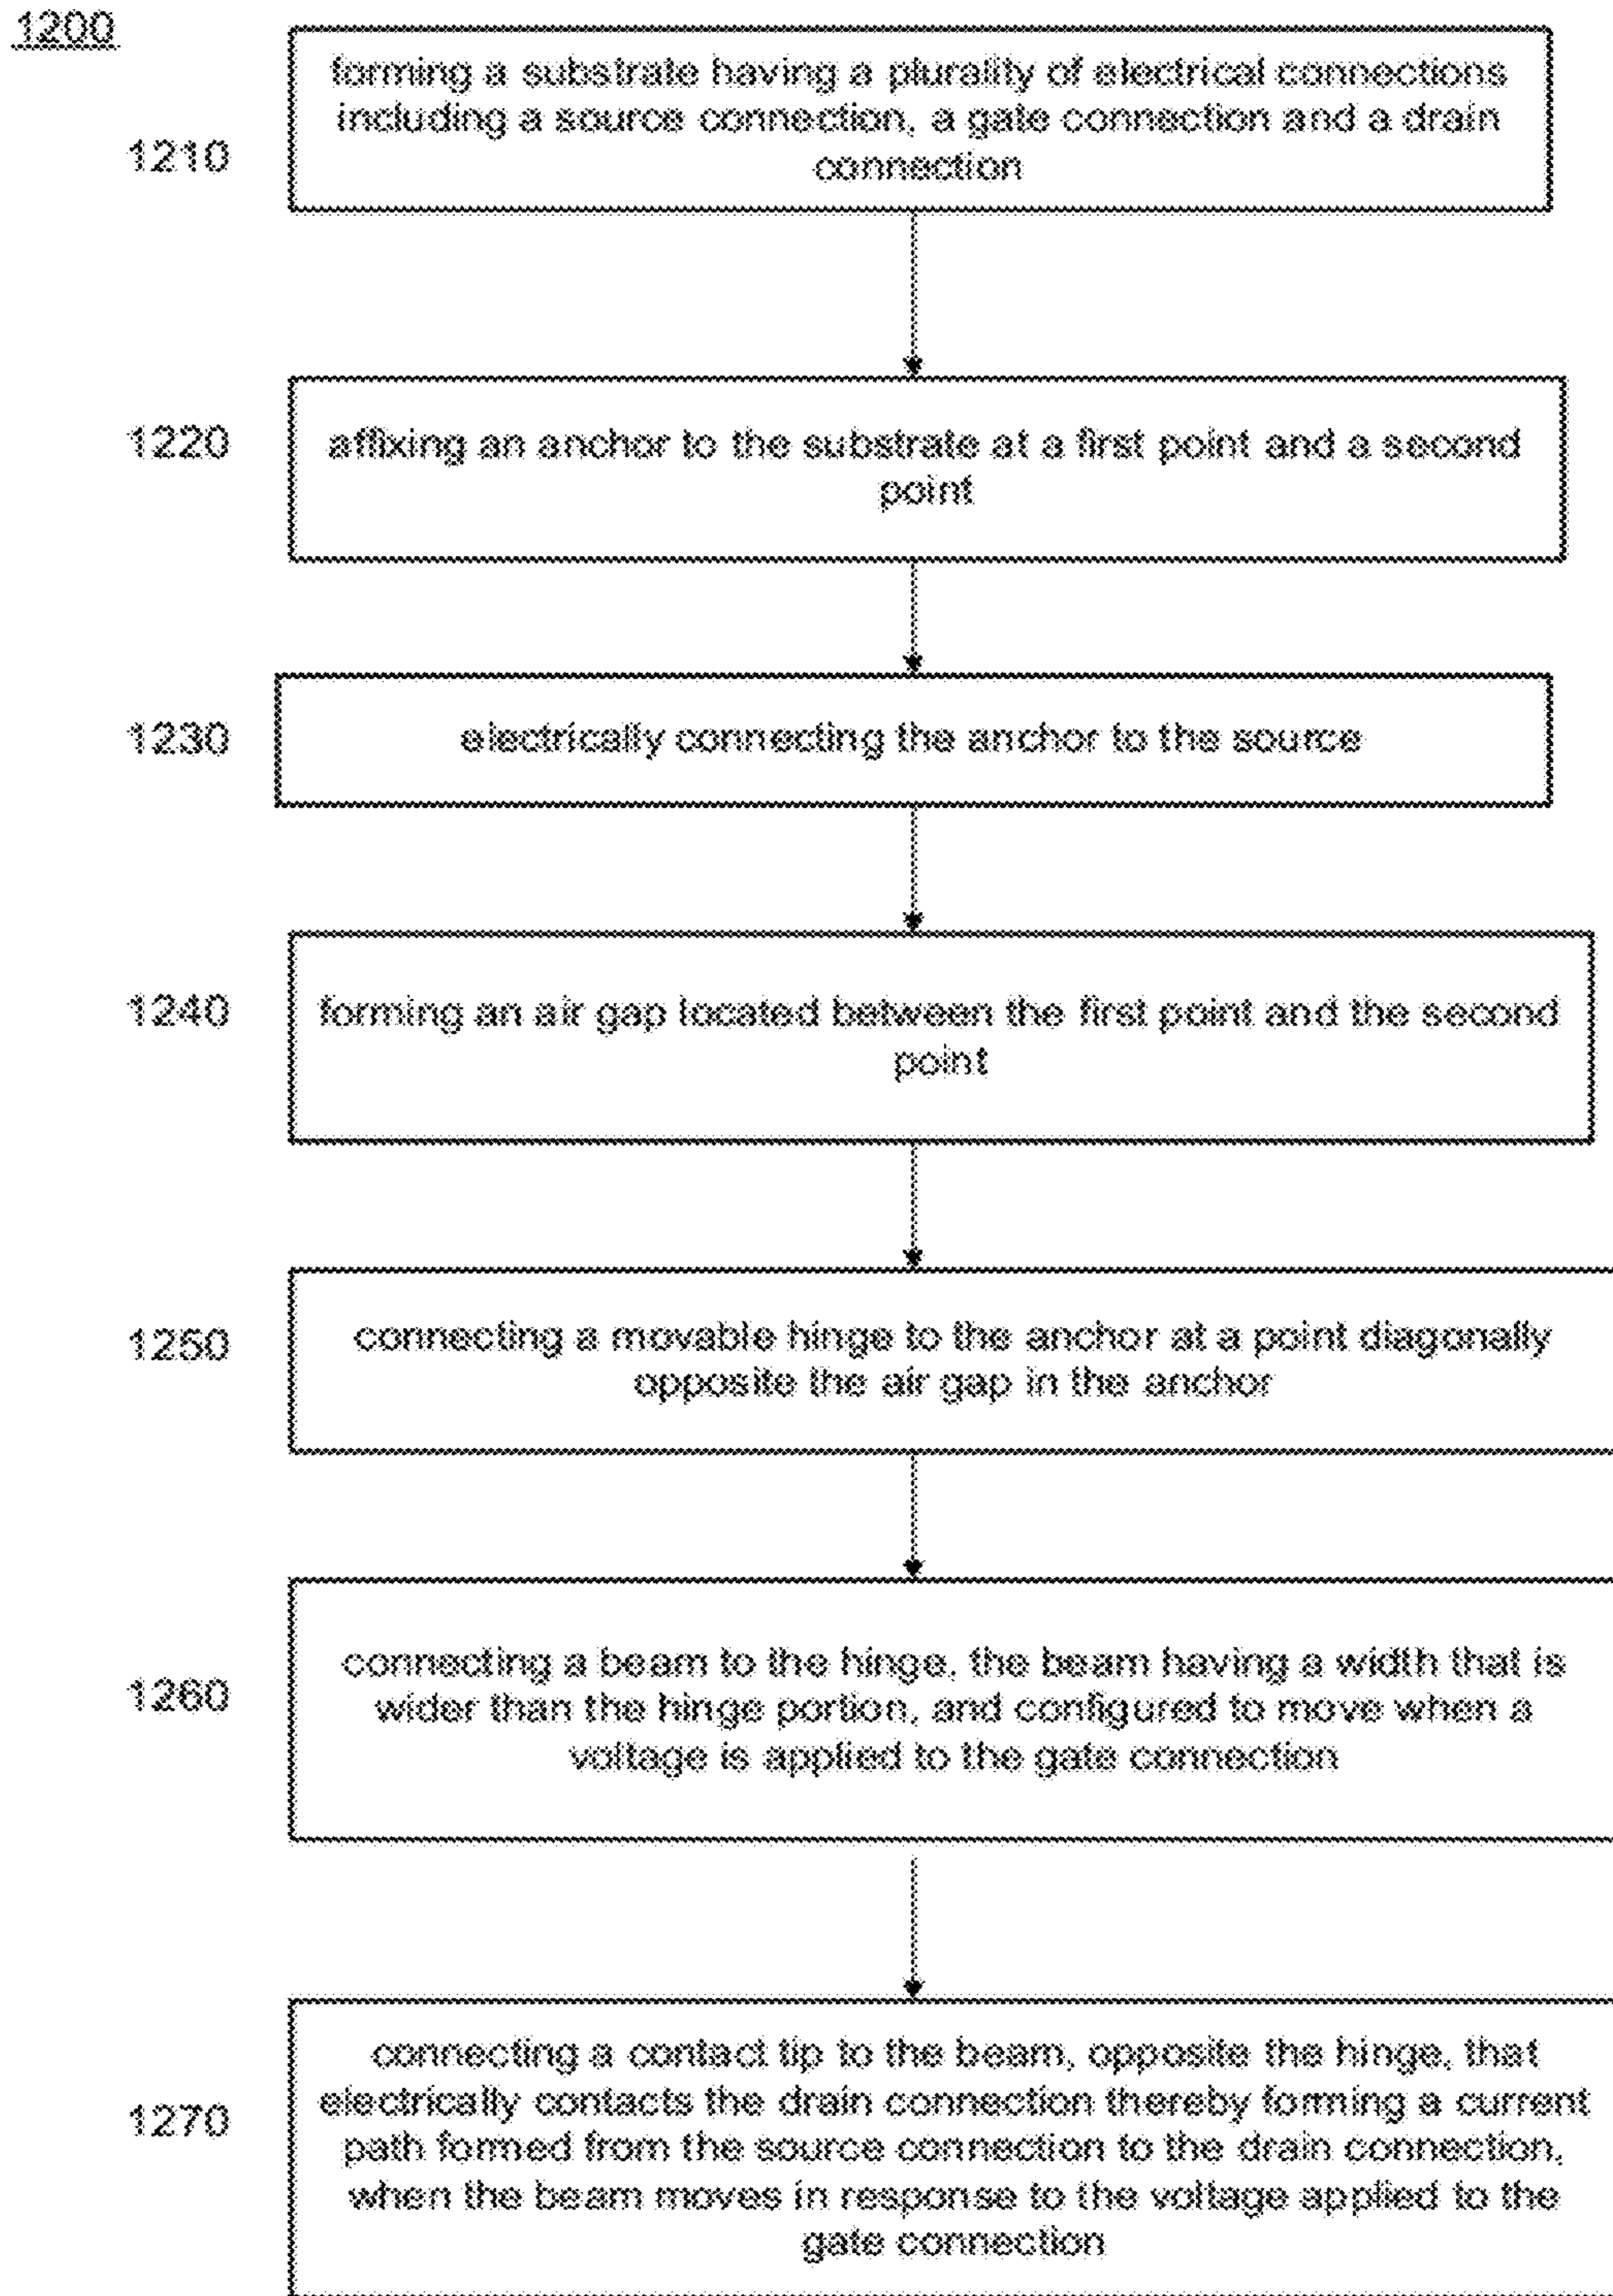 1200
forming a substrate having a plurality of electrical connections
including a source connection, a gate connection and a drain
connection
1210
affixing an anchor to the substrate at a first point and a second
point
1220
electrically connecting the anchor to the source
1230
forming an air gap located between the first point and the second
point
1240
connecting a movable hinge to the anchor at a point diagonally
opposite the air gap in the anchor
1250
connecting a beam to the hinge, the beam having a width that is
wider than the hinge portion, and configured to move when a
voltage is applied to the gate connection
1260
connecting a contact tip to the beam, opposite the hinge, that
electrically contacts the drain connection thereby forming a current
path formed from the source connection to the drain connection,
when the beam moves in response to the voltage applied to the
gate connection
1270